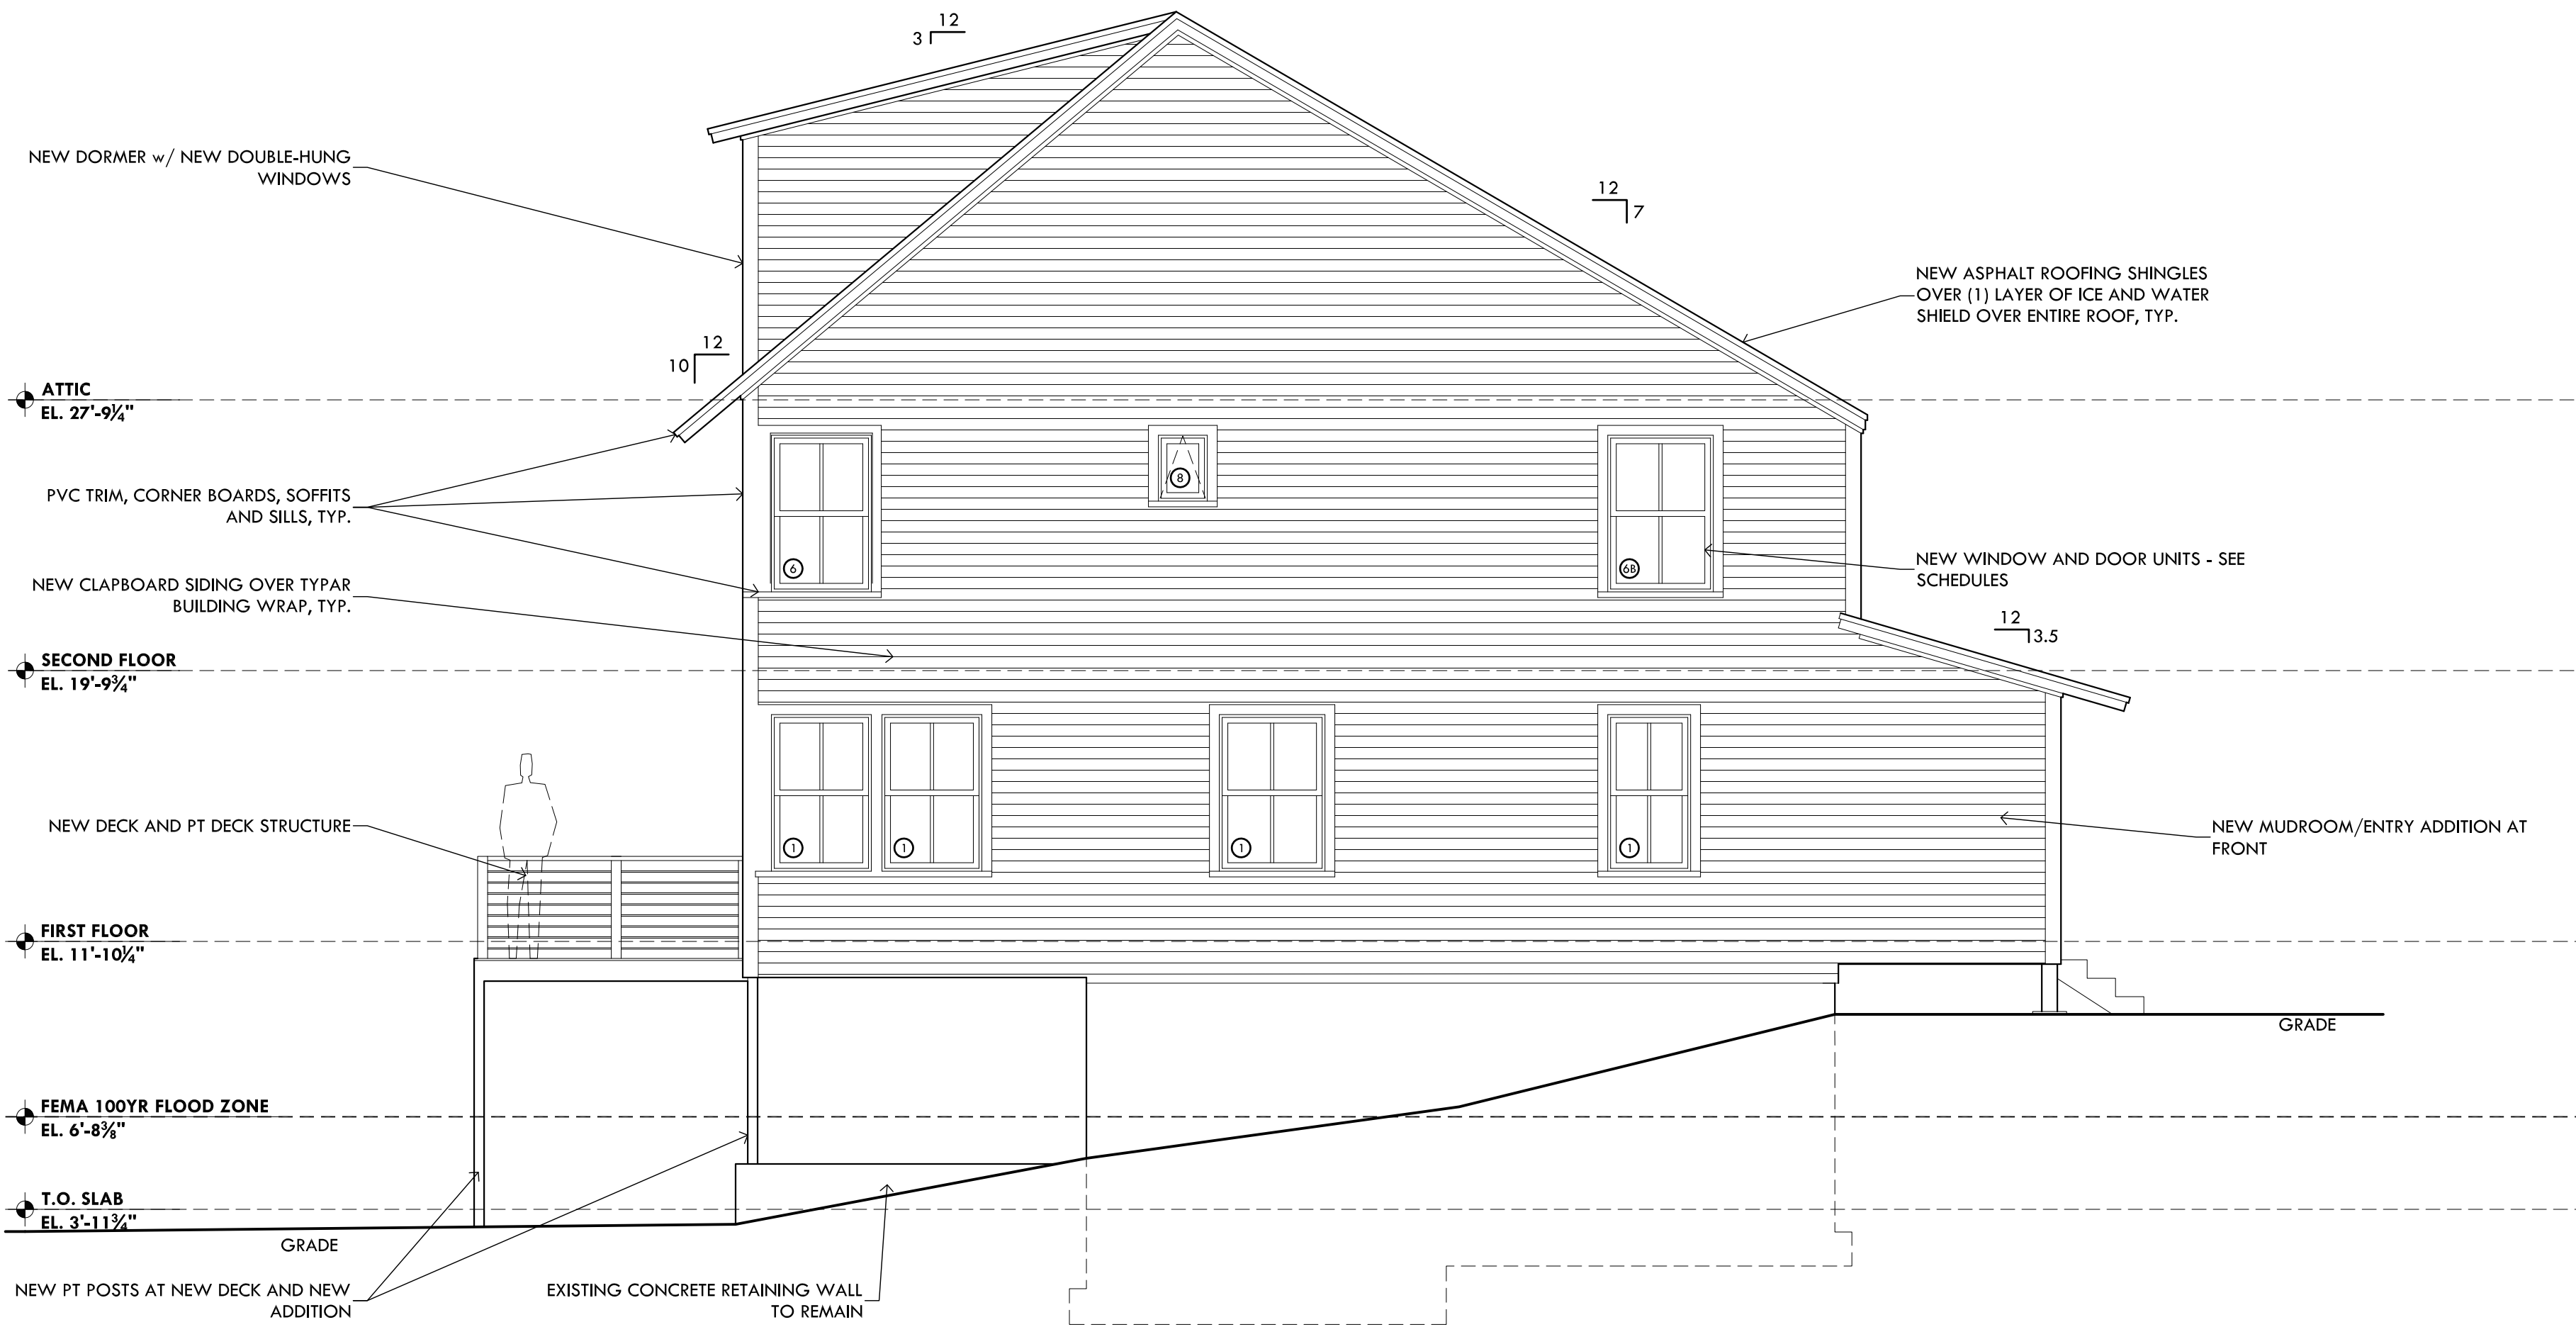 12
3
NEW DORMER w/ NEW DOUBLE-HUNG
WINDOWS
12
7
NEW ASPHALT ROOFING SHINGLES
OVER (1) LAYER OF ICE AND WATER
SHIELD OVER ENTIRE ROOF, TYP.
12
10
ATTIC
EL. 27'-9¼"
PVC TRIM, CORNER BOARDS, SOFFITS
AND SILLS, TYP.
8
6
6B
NEW WINDOW AND DOOR UNITS - SEE
SCHEDULES
NEW CLAPBOARD SIDING OVER TYPAR
BUILDING WRAP, TYP.
12
3.5
SECOND FLOOR
EL. 19'-9¾"
NEW DECK AND PT DECK STRUCTURE
1
1
1
1
NEW MUDROOM/ENTRY ADDITION AT
FRONT
FIRST FLOOR
EL. 11'-10¼"
GRADE
FEMA 100YR FLOOD ZONE
EL. 6'-8⅜"
T.O. SLAB
EL. 3'-11¾"
GRADE
NEW PT POSTS AT NEW DECK AND NEW
ADDITION
EXISTING CONCRETE RETAINING WALL
TO REMAIN